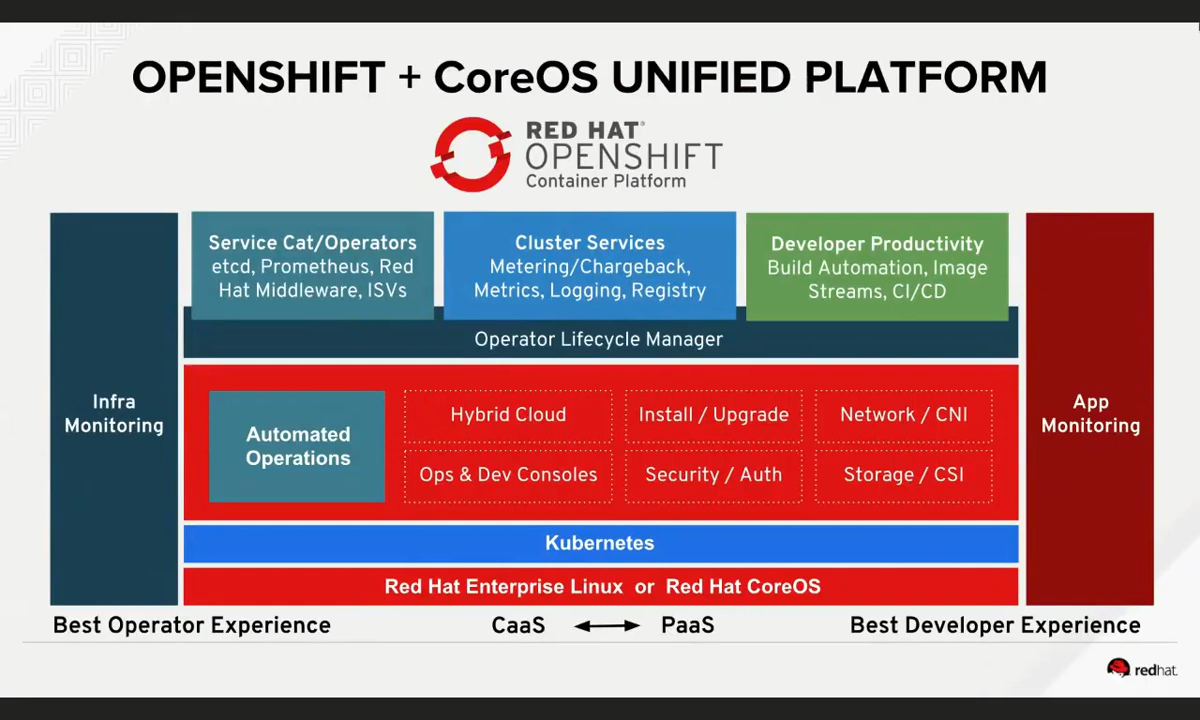 OPENSHIFT + CoreOS UNIFIED PLATFORM
RED HAT®
OPENSHIFT
Container Platform
Infra
Monitoring
Service Cat/Operators
etcd, Prometheus, Red
Hat Middleware, ISVs
Cluster Services
Metering/Chargeback,
Metrics, Logging, Registry
Developer Productivity
Build Automation, Image
Streams, CI/CD
Operator Lifecycle Manager
Automated
Operations
Hybrid Cloud
Install / Upgrade
Network / CNI
Ops & Dev Consoles
Security / Auth
Storage / CSI
App
Monitoring
Kubernetes
Red Hat Enterprise Linux or Red Hat CoreOS
Best Operator Experience
CaaS
PaaS
Best Developer Experience
redhat.